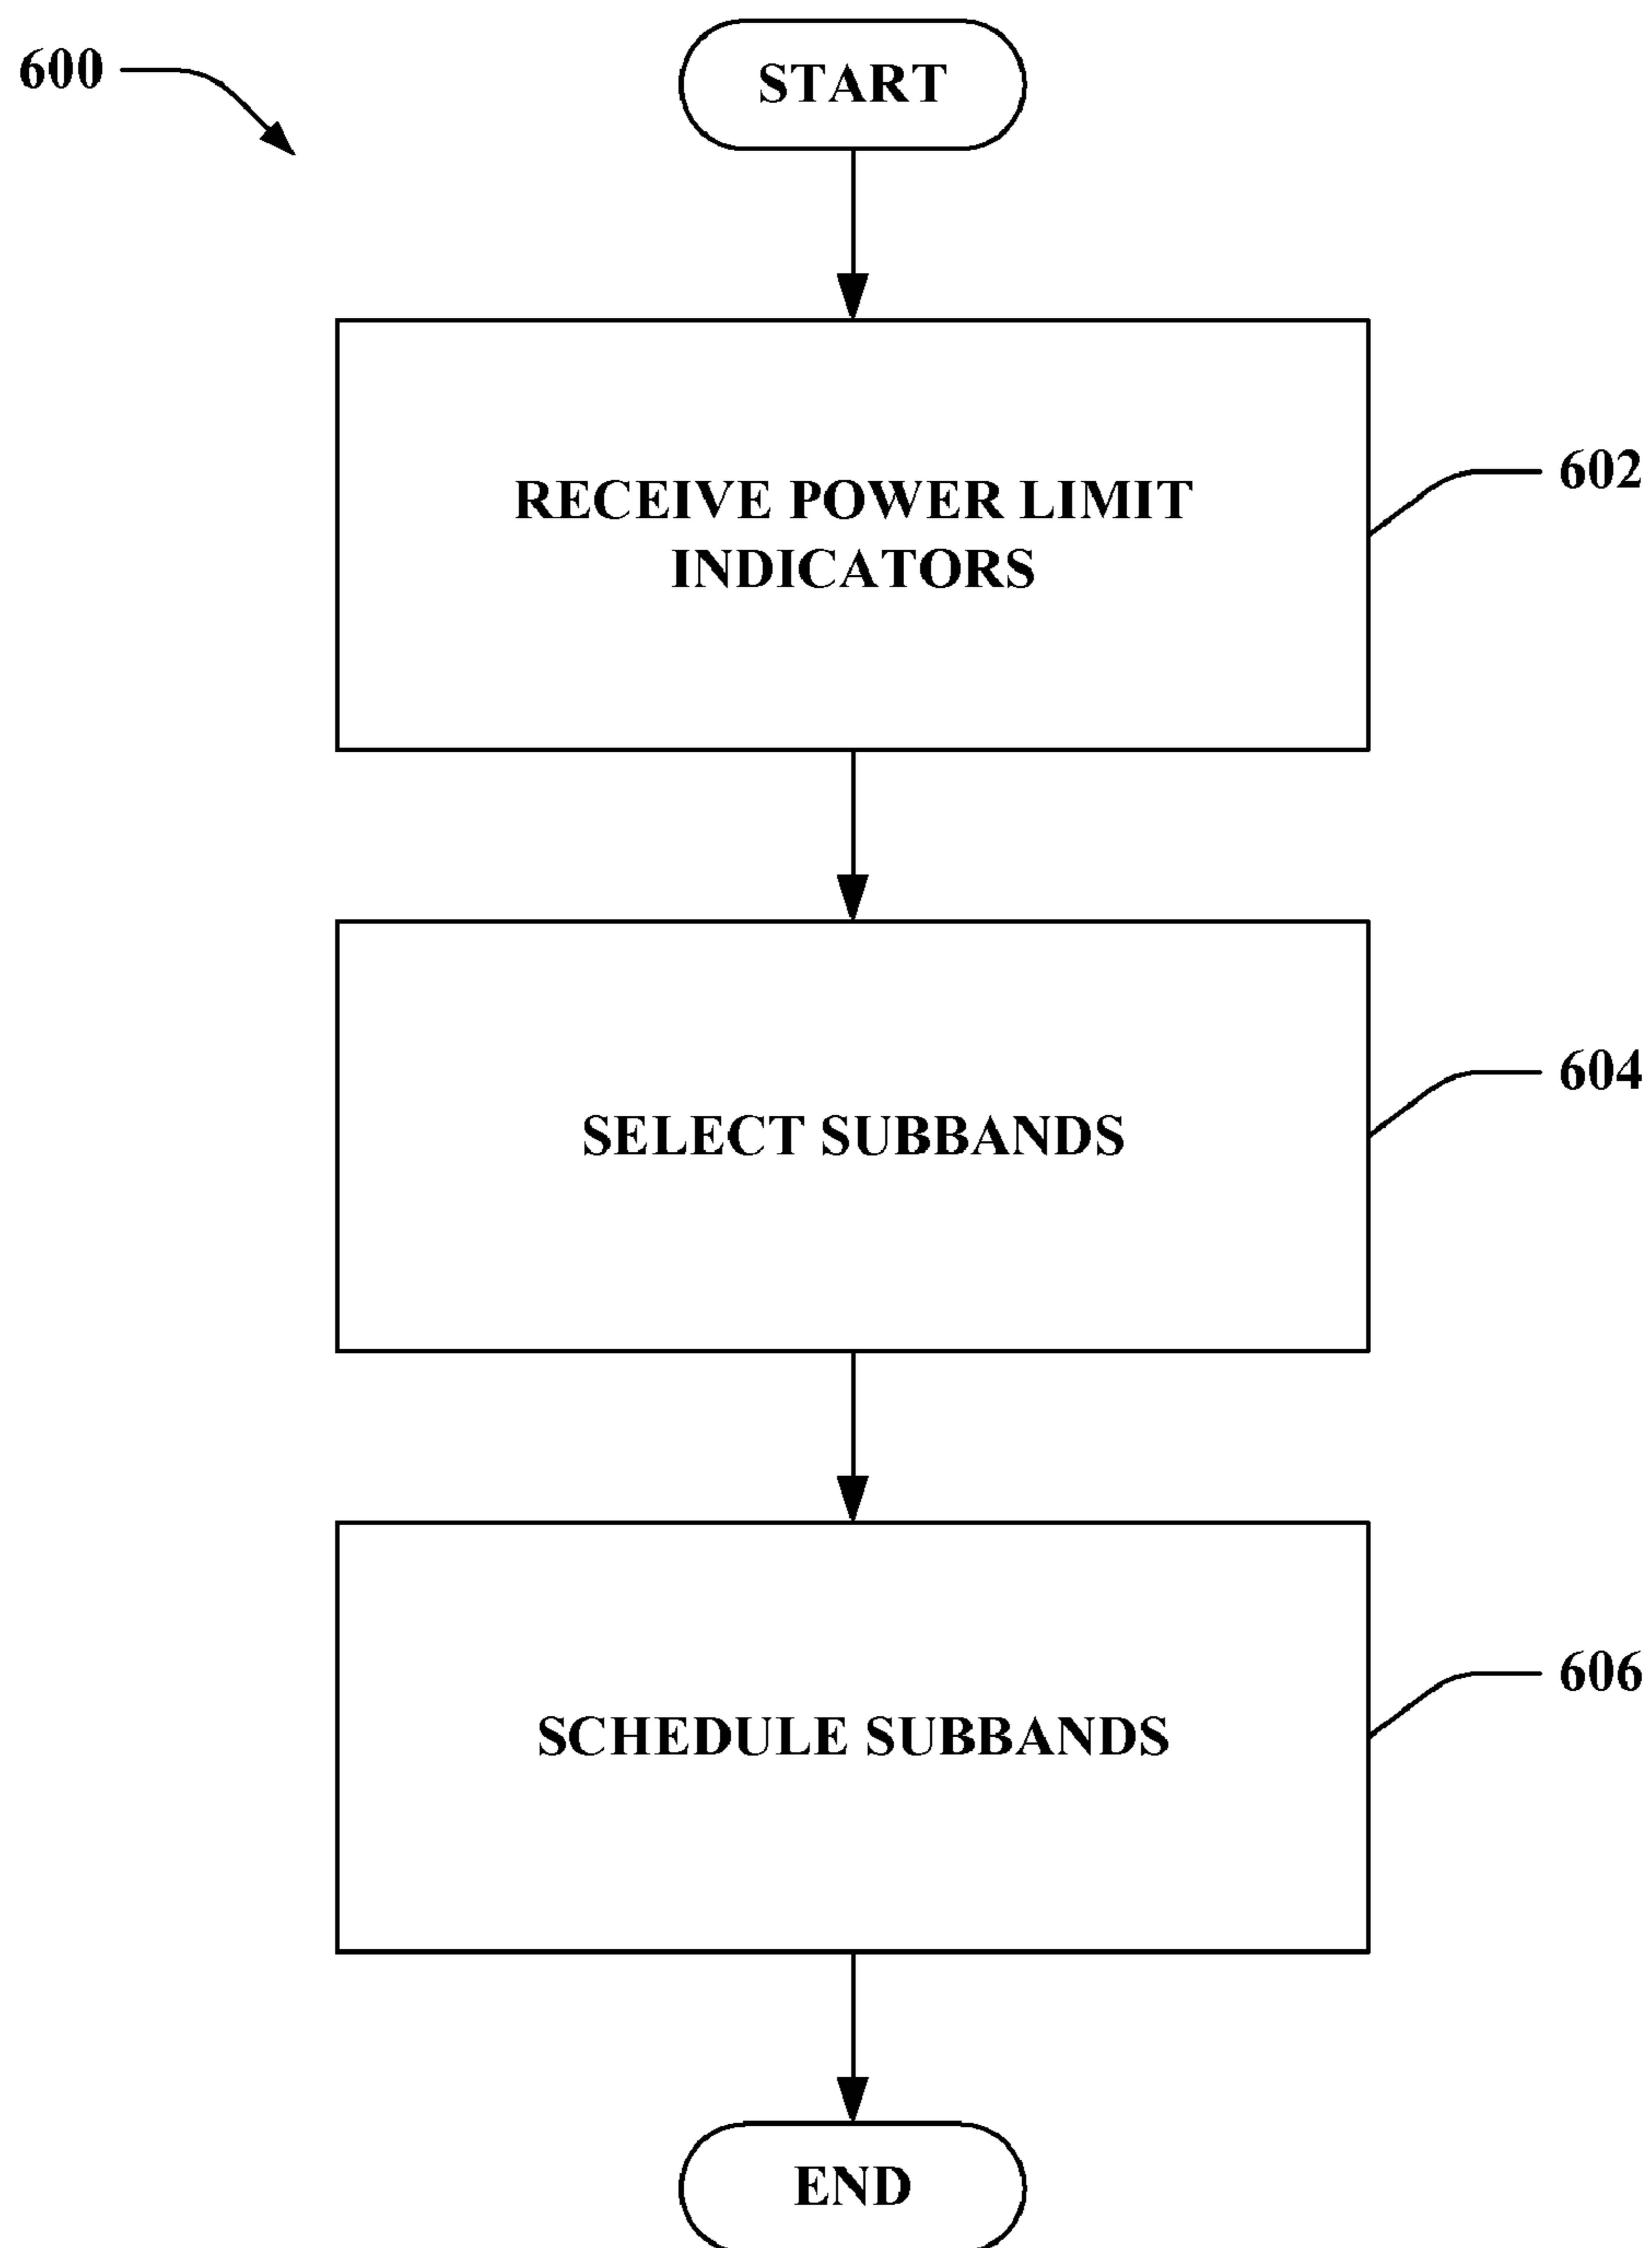 600
START
RECEIVE POWER LIMIT
INDICATORS
602
SELECT SUBBANDS
604
SCHEDULE SUBBANDS
606
END